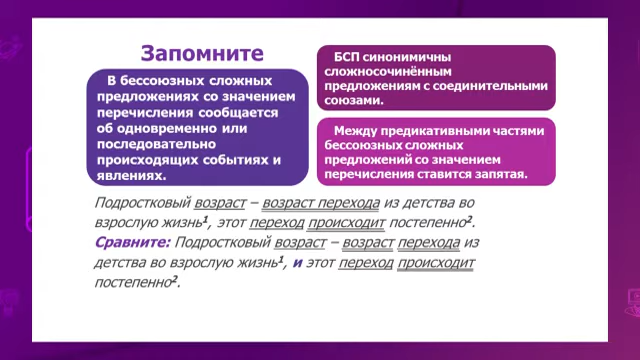 Запомните
В бессоюзных сложных
предложениях со значением
перечисления сообщается
об одновременно или
последовательно
происходящих событиях и
явлениях.
БСП синонимичны
сложносочинённым
предложениям с соединительными
союзами.
Между предикативными частями
бессоюзных сложных
предложений со значением
перечисления ставится запятая.
Подростковый возраст – возраст перехода из детства во
взрослую жизнь¹, этот переход происходит постепенно².
Сравните: Подростковый возраст – возраст перехода из
детства во взрослую жизнь¹, и этот переход происходит
постепенно².